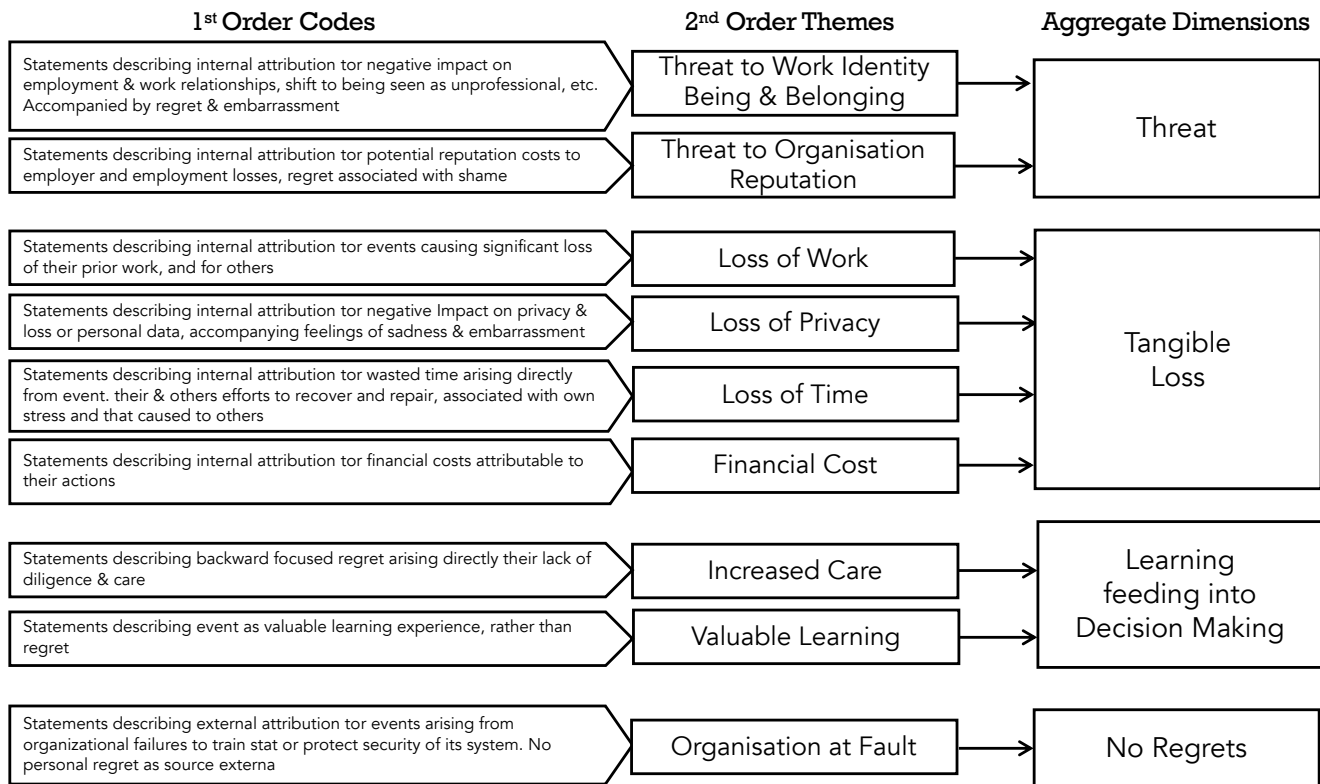 1st Order Codes
2nd Order Themes
Aggregate Dimensions
Statements describing internal attribution tor negative impact on
employment & work relationships, shift to being seen as unprofessional, etc.
Accompanied by regret & embarrassment
Threat to Work Identity
Being & Belonging
Threat
Statements describing internal attribution tor potential reputation costs to
employer and employment losses, regret associated with shame
Threat to Organisation
Reputation
Statements describing internal attribution tor events causing significant loss
of their prior work, and for others
Loss of Work
Tangible
Loss
Statements describing internal attribution tor negative Impact on privacy &
loss or personal data, accompanying feelings of sadness & embarrassment
Loss of Privacy
Statements describing internal attribution tor wasted time arising directly
from event. their & others efforts to recover and repair, associated with own
stress and that caused to others
Loss of Time
Statements describing internal attribution tor financial costs attributable to
their actions
Financial Cost
Statements describing backward focused regret arising directly their lack of
diligence & care
Increased Care
Learning
feeding into
Decision Making
Statements describing event as valuable learning experience, rather than
regret
Valuable Learning
Statements describing external attribution tor events arising from
organizational failures to train stat or protect security of its system. No
personal regret as source externa
Organisation at Fault
No Regrets